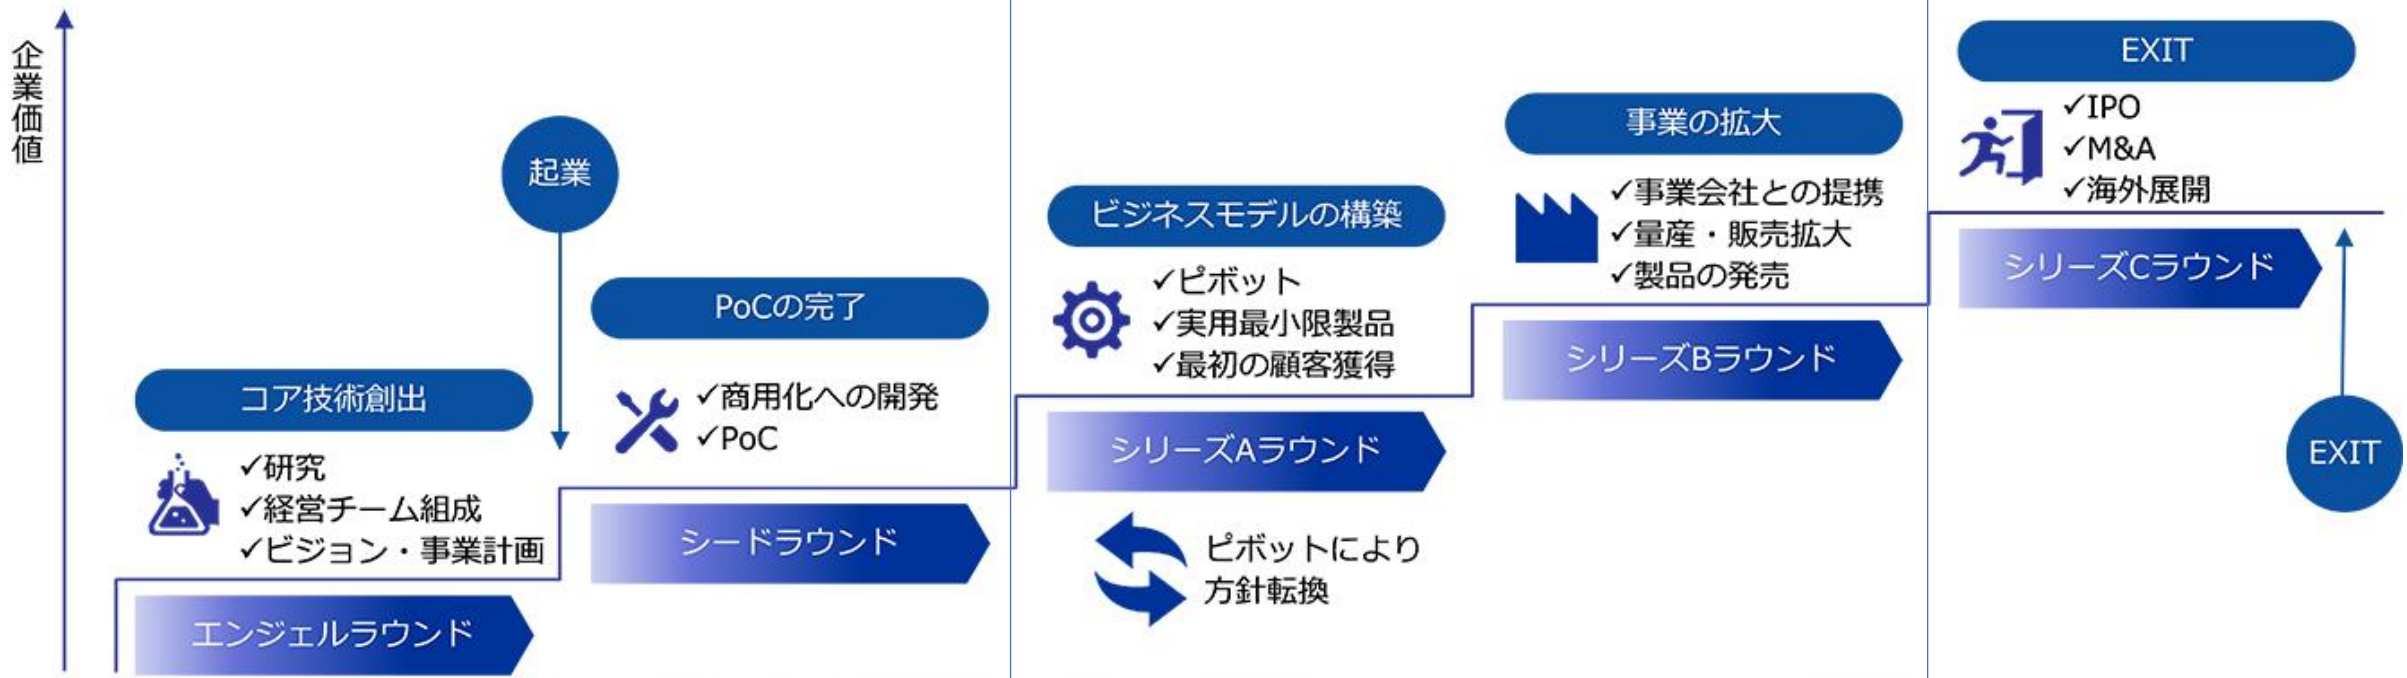 企業価値
コア技術創出
✓研究
✓経営チーム組成
✓ビジョン・事業計画
エンジェルラウンド
起業
PoCの完了
✓商用化への開発
✓PoC
シードラウンド
ビジネスモデルの構築
✓ピボット
✓実用最小限製品
✓最初の顧客獲得
シリーズAラウンド
ピボットにより
方針転換
事業の拡大
✓事業会社との提携
✓量産・販売拡大
✓製品の発売
シリーズBラウンド
EXIT
✓IPO
✓M&A
✓海外展開
シリーズCラウンド
EXIT